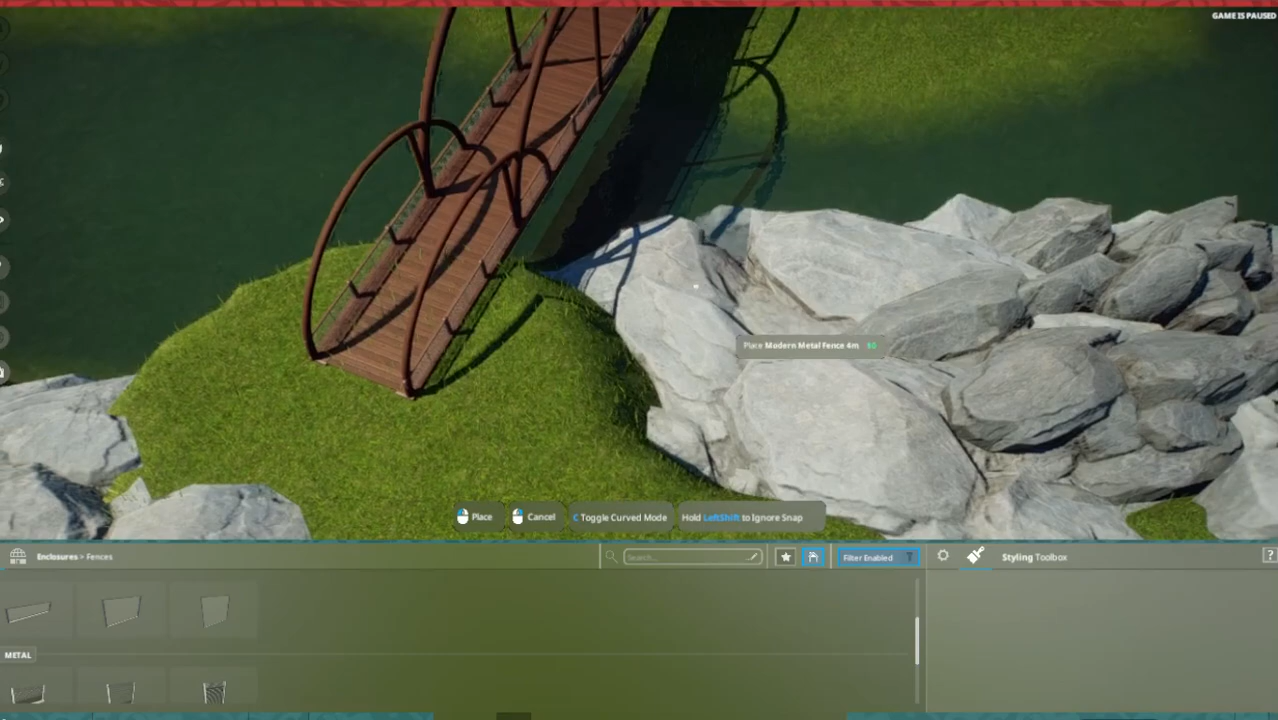 GAME IS PAUSED
Place Modern Metal Fence 4m $0
Place
Cancel
C Toggle Curved Mode
Hold LeftShift to Ignore Snap
Enclosures > Fences
Search...
Filter Enabled
Styling Toolbox
?
METAL